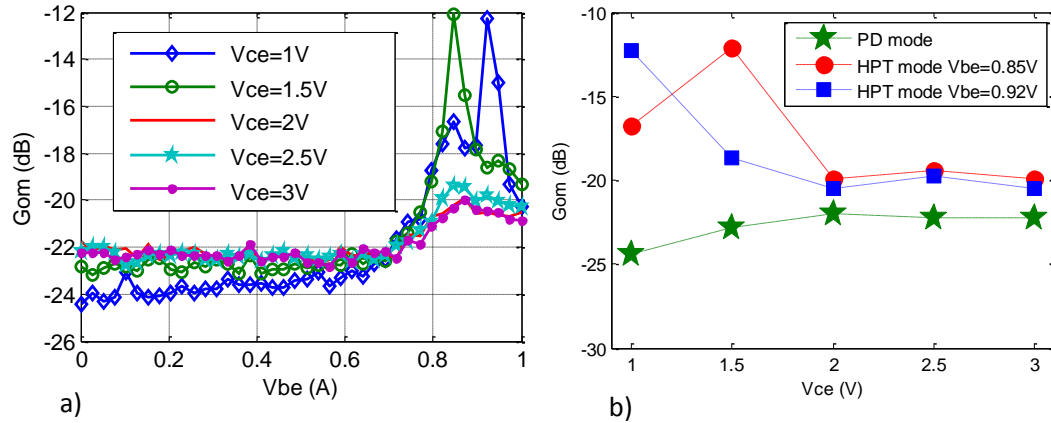 -12
-14
-16
-18
-20
-22
-24
-26
Gom (dB)
Vce=1V
Vce=1.5V
Vce=2V
Vce=2.5V
Vce=3V
0
0.2
0.4
0.6
0.8
1
Vbe (A)
a)
-10
-15
-20
-25
-30
Gom (dB)
PD mode
HPT mode Vbe=0.85V
HPT mode Vbe=0.92V
1
1.5
2
2.5
3
Vce (V)
b)